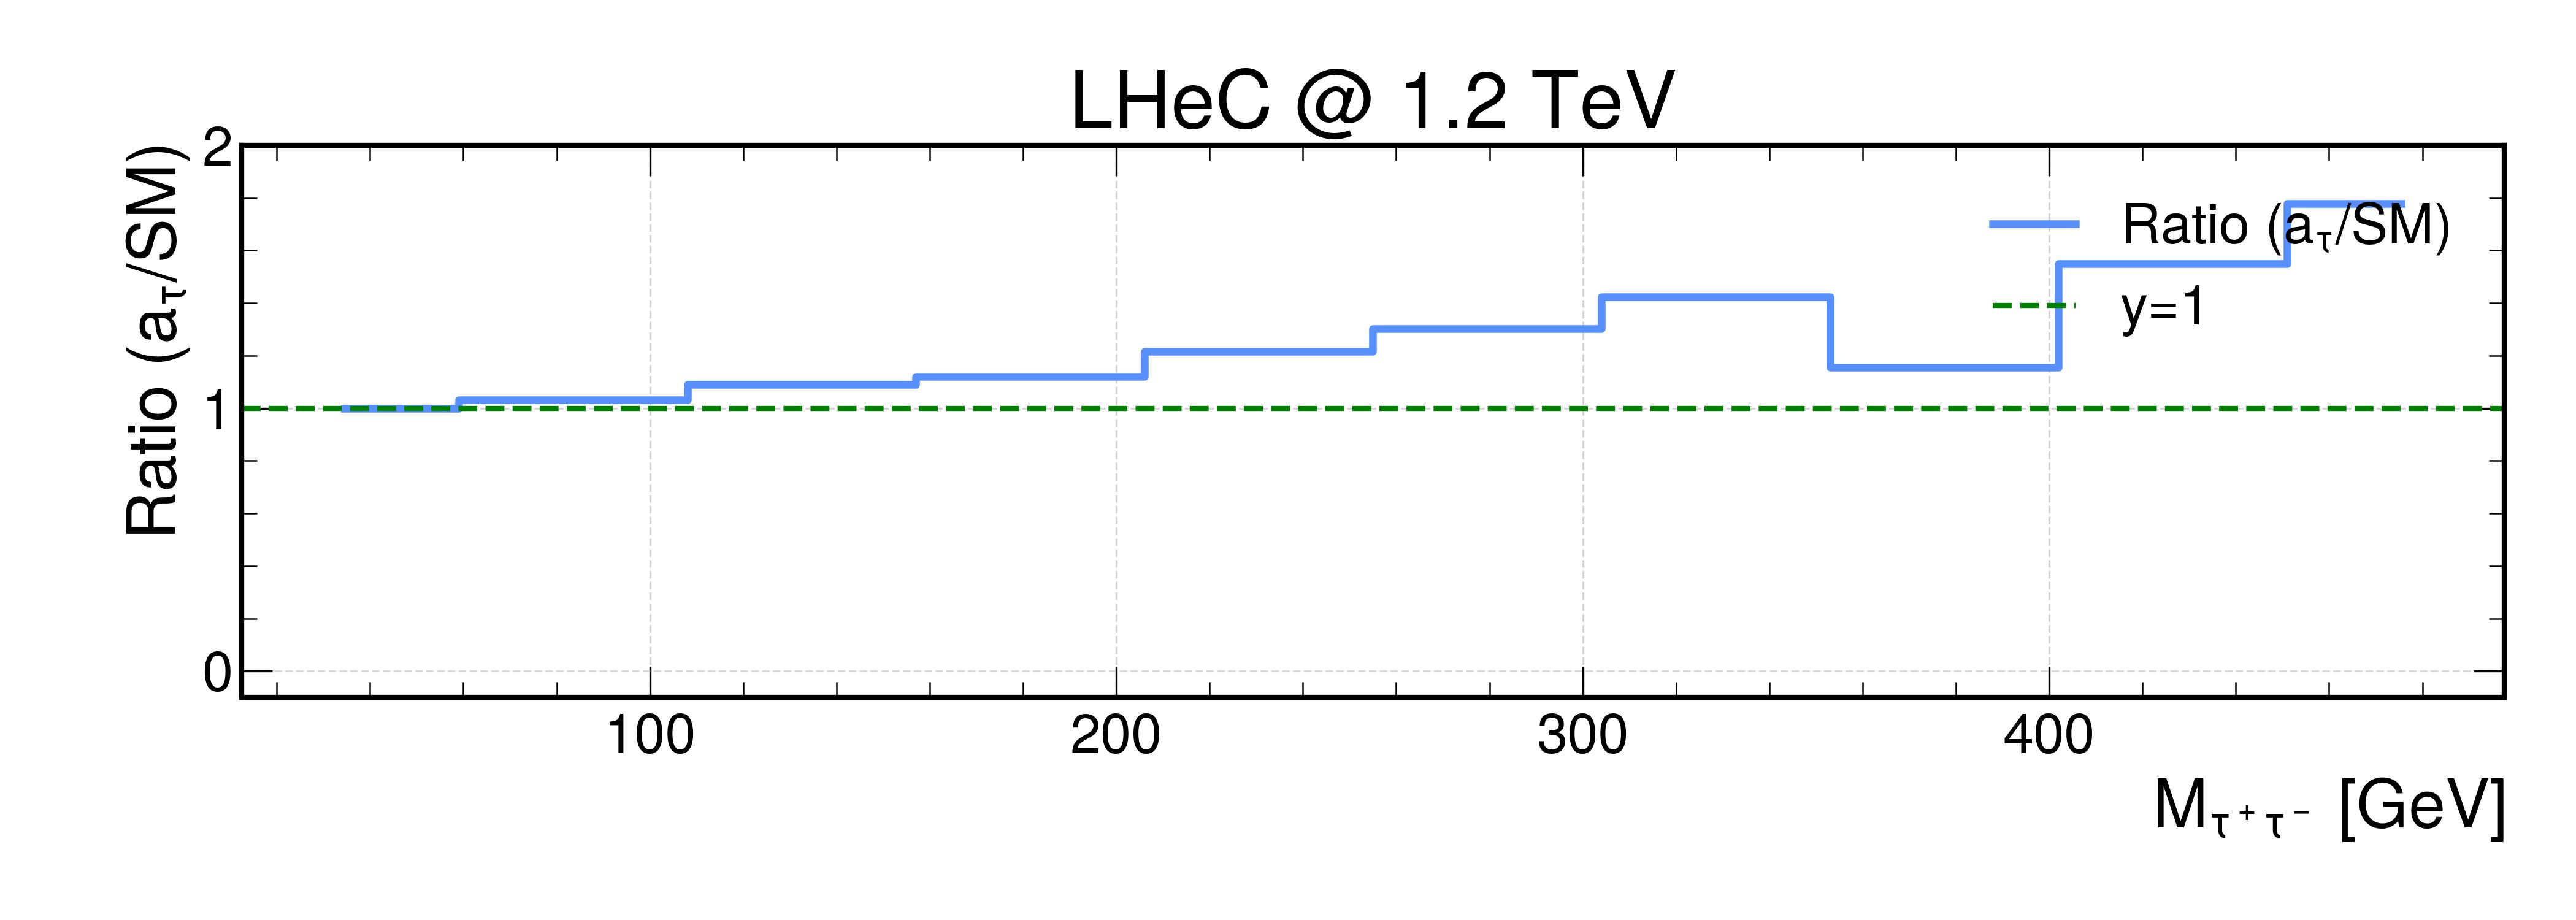 LHeC @ 1.2 TeV
Ratio (aτ/SM)
2
1
0
Ratio (aτ/SM)
y=1
100 200 300 400
Mτ⁺τ⁻ [GeV]